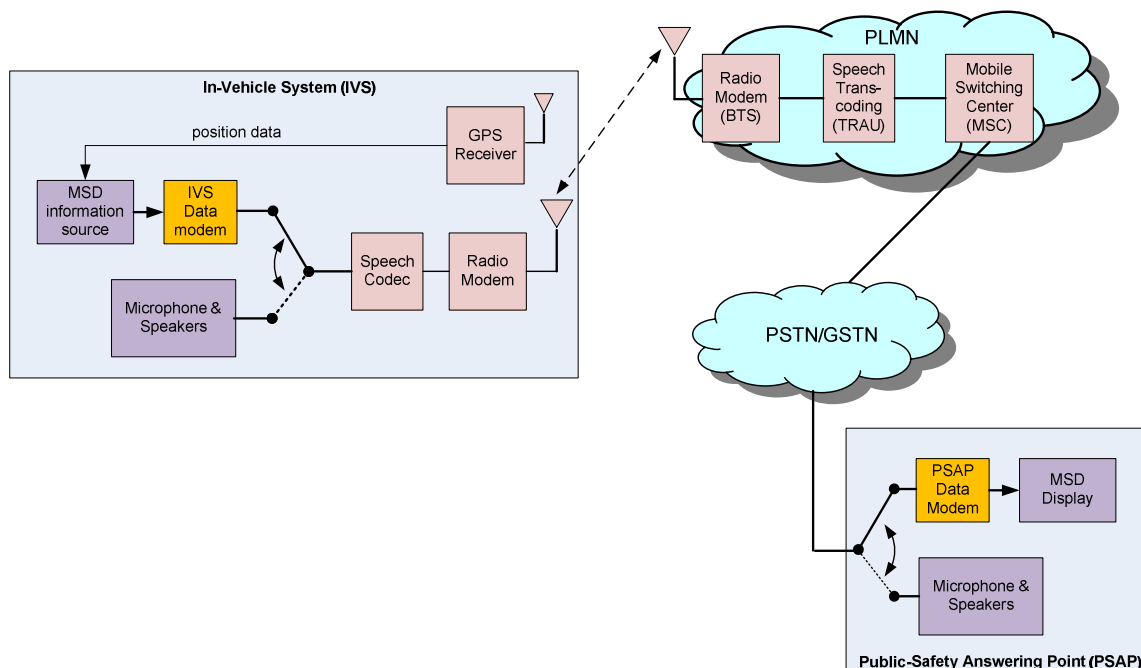 In-Vehicle System (IVS)
position data
GPS
Receiver
MSD
information
source
IVS
Data
modem
Speech
Codec
Radio
Modem
Microphone &
Speakers
PLMN
Radio
Modem
(BTS)
Speech
Trans-
coding
(TRAU)
Mobile
Switching
Center
(MSC)
PSTN/GSTN
PSAP
Data
Modem
MSD
Display
Microphone &
Speakers
Public-Safety Answering Point (PSAP)